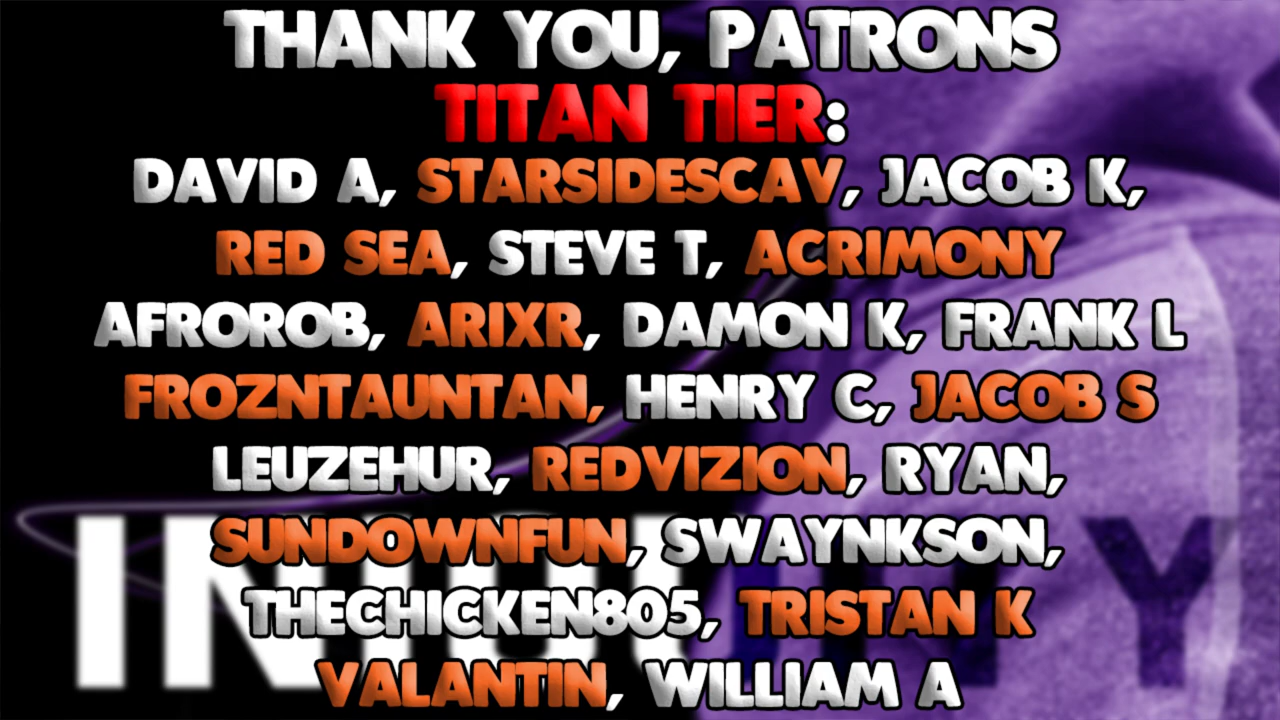 THANK YOU, PATRONS
TITAN TIER:
DAVID A, STARSIDESCAV, JACOB K,
RED SEA, STEVE T, ACRIMONY
AFROROB, ARIXR, DAMON K, FRANK L
FROZNTAUNTAN, HENRY C, JACOB S
LEUZEHUR, REDVIZION, RYAN,
SUNDOWNFUN, SWAYNKSON,
THECHICKEN805, TRISTAN K
VALANTIN, WILLIAM A